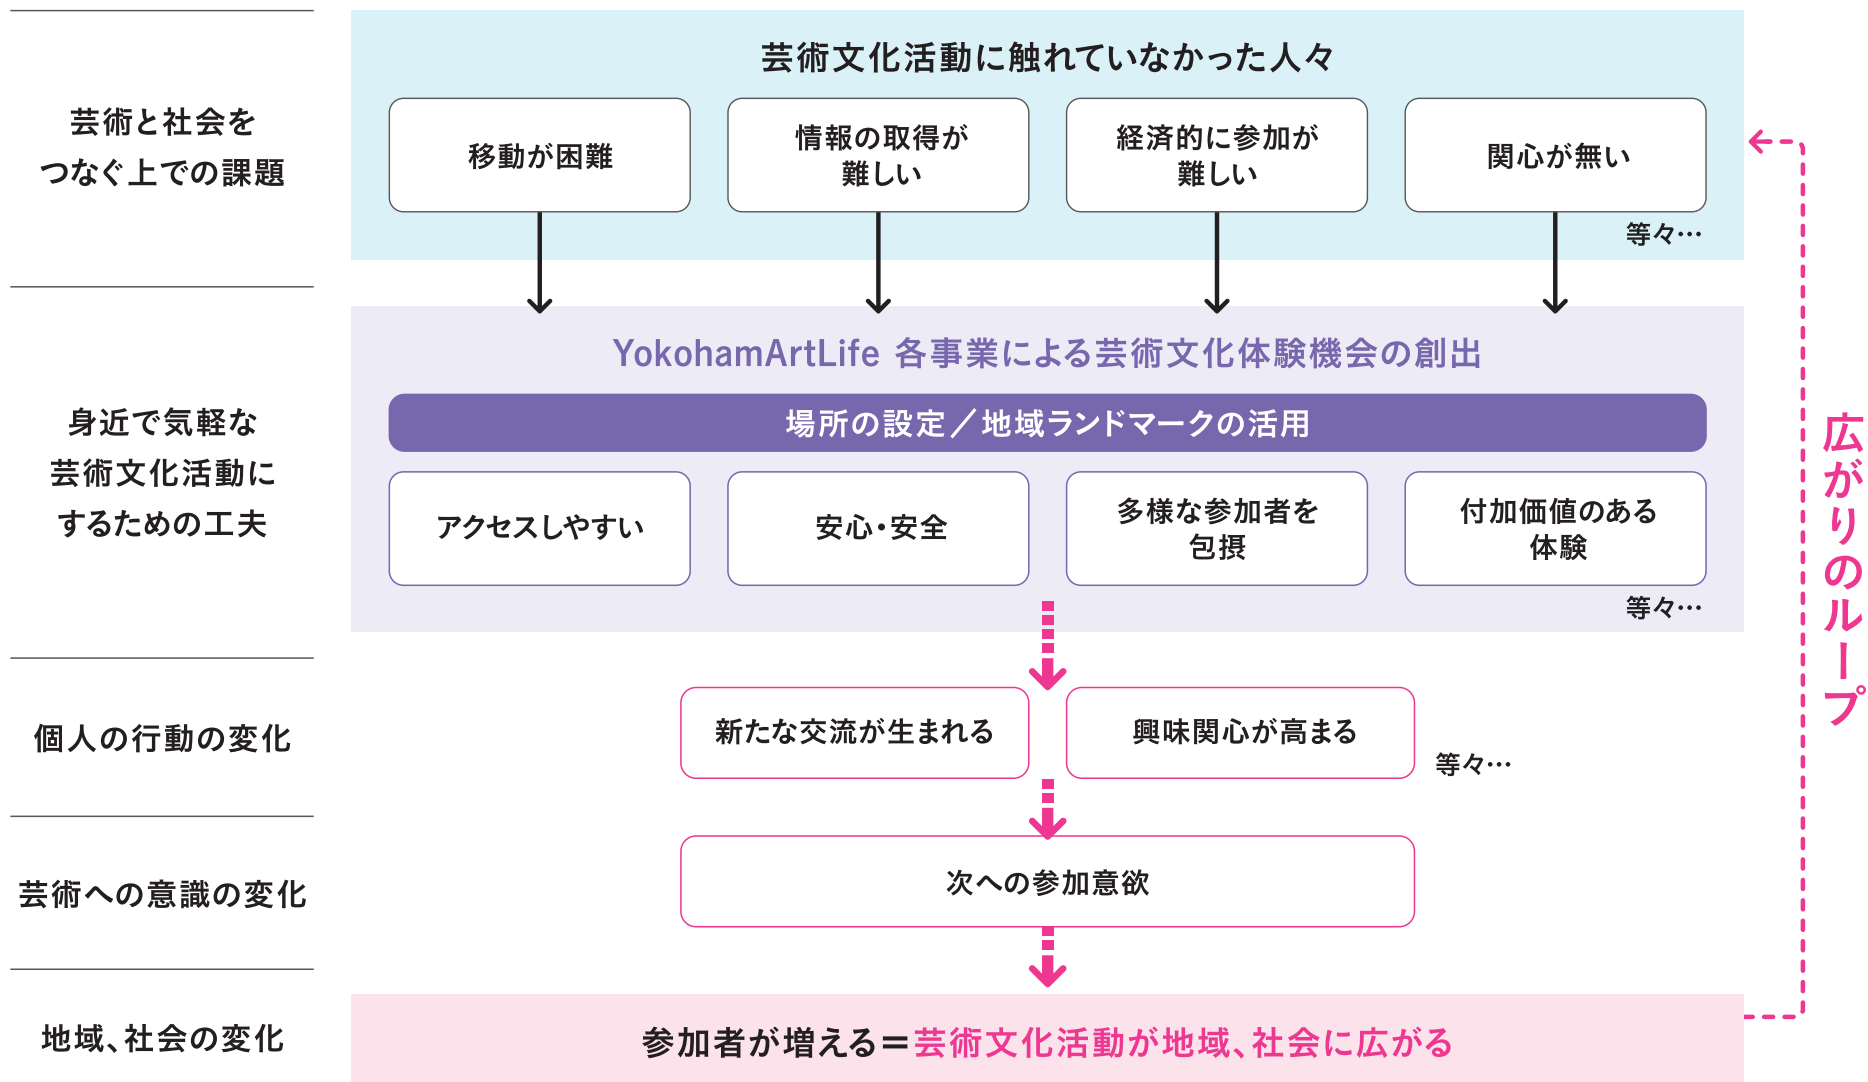 芸術と社会を
つなぐ上での課題
芸術文化活動に触れていなかった人々
移動が困難
情報の取得が
難しい
経済的に参加が
難しい
関心が無い
等々…
身近で気軽な
芸術文化活動に
するための工夫
YokohamArtLife 各事業による芸術文化体験機会の創出
場所の設定／地域ランドマークの活用
アクセスしやすい
安心・安全
多様な参加者を
包摂
付加価値のある
体験
等々…
個人の行動の変化
新たな交流が生まれる
興味関心が高まる
等々…
芸術への意識の変化
次への参加意欲
地域、社会の変化
参加者が増える＝芸術文化活動が地域、社会に広がる
広がりのループ